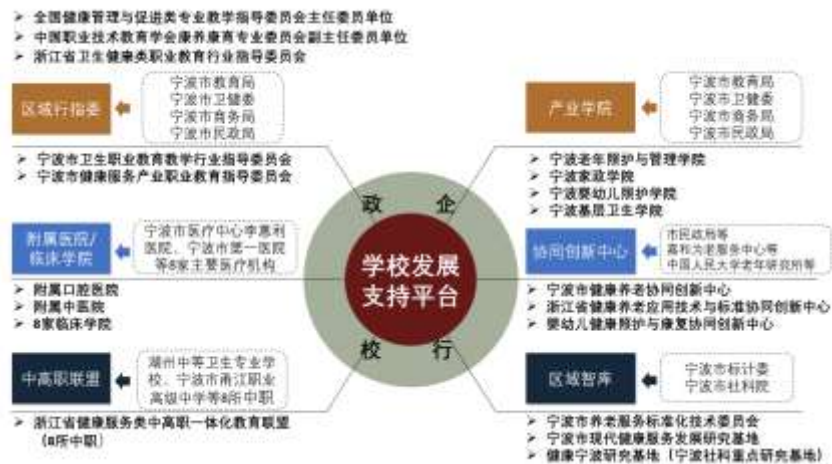 ➤ 全国健康管理与促进类专业教学指导委员会主任委员单位
➤ 中国职业技术教育学会康养康育专业委员会副主任委员单位
➤ 浙江省卫生健康类职业教育行业指导委员会
区域行指委
宁波市教育局
宁波市卫健委
宁波市商务局
宁波市民政局
➤ 宁波市卫生职业教育教学行业指导委员会
➤ 宁波市健康服务产业职业教育指导委员会
产业学院
宁波市教育局
宁波市卫健委
宁波市商务局
宁波市民政局
➤ 宁波老年照护与管理学院
➤ 宁波家政学院
➤ 宁波婴幼儿照护学院
➤ 宁波基层卫生学院
政 企
学校发展
支持平台
校 行
附属医院/
临床学院
宁波市医疗中心李惠利
医院、宁波市第一医院
等8家主要医疗机构
➤ 附属口腔医院
➤ 附属中医院
➤ 8家临床学院
协同创新中心
市民政局等
嘉和为老服务中心等
中国人民大学老年研究所等
➤ 宁波市健康养老协同创新中心
➤ 浙江省健康养老应用技术与标准协同创新中心
➤ 婴幼儿健康照护与康复协同创新中心
中高职联盟
湖州中等卫生专业学
校、宁波市甬江职业
高级中学等8所中职
➤ 浙江省健康服务类中高职一体化教育联盟
（8所中职）
区域智库
宁波市标计委
宁波市社科院
➤ 宁波市养老服务标准化技术委员会
➤ 宁波市现代健康服务发展研究基地
➤ 健康宁波研究基地（宁波社科重点研究基地）